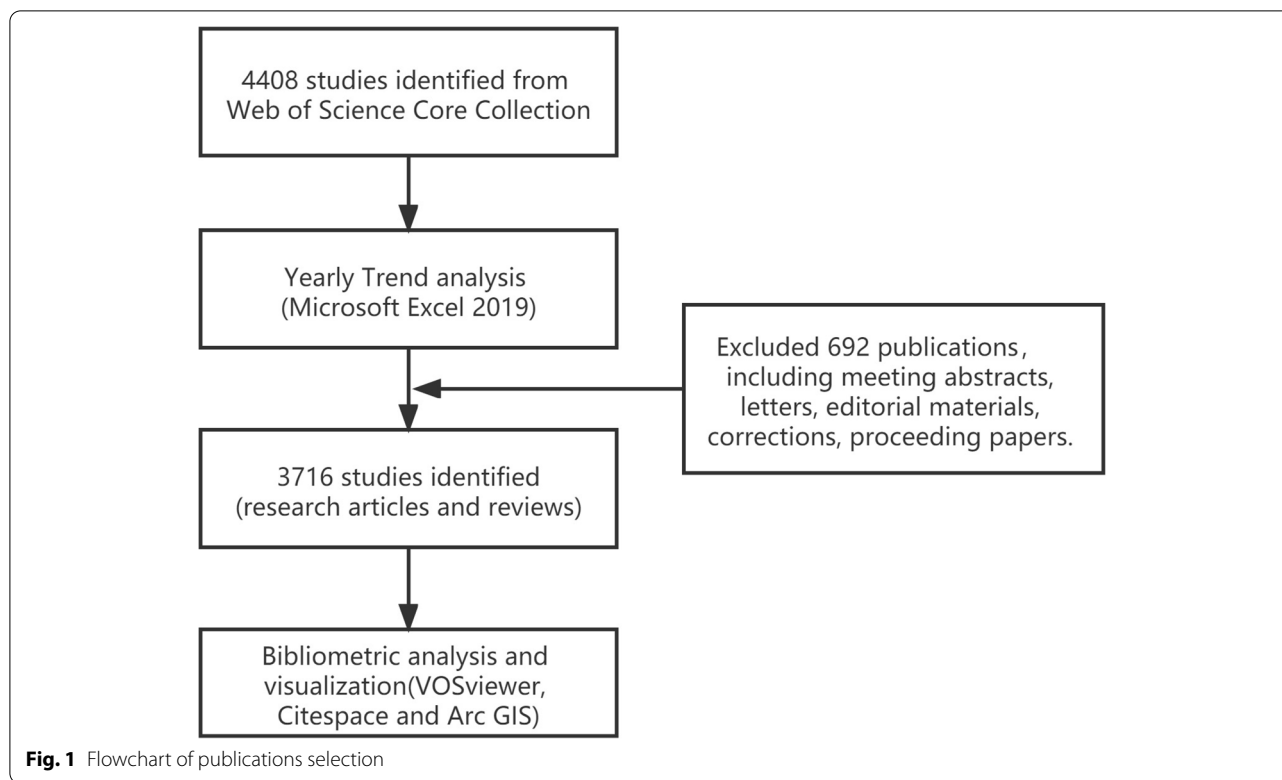 4408 studies identified from
Web of Science Core Collection
Yearly Trend analysis
(Microsoft Excel 2019)
Excluded 692 publications,
including meeting abstracts,
letters, editorial materials,
corrections, proceeding papers.
3716 studies identified
(research articles and reviews)
Bibliometric analysis and
visualization(VOSviewer,
Citespace and Arc GIS)
Fig. 1 Flowchart of publications selection